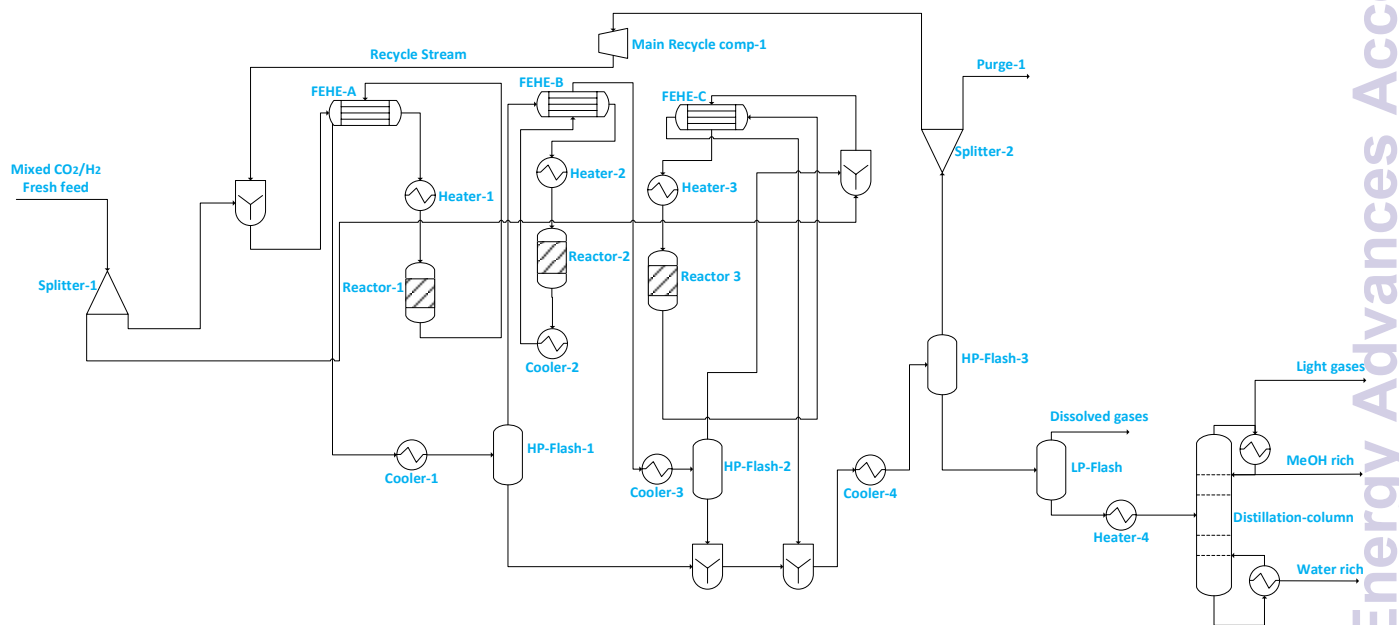 Main Recycle comp-1
Recycle Stream
Purge-1
FEHE-A
FEHE-B
FEHE-C
Splitter-2
Mixed CO2/H2
Fresh feed
Heater-1
Heater-2
Heater-3
Splitter-1
Reactor-1
Reactor-2
Reactor 3
Cooler-2
HP-Flash-3
Light gases
Dissolved gases
HP-Flash-1
HP-Flash-2
Cooler-1
Cooler-3
Cooler-4
LP-Flash
MeOH rich
Heater-4
Distillation-column
Water rich
Energy Advances Acc